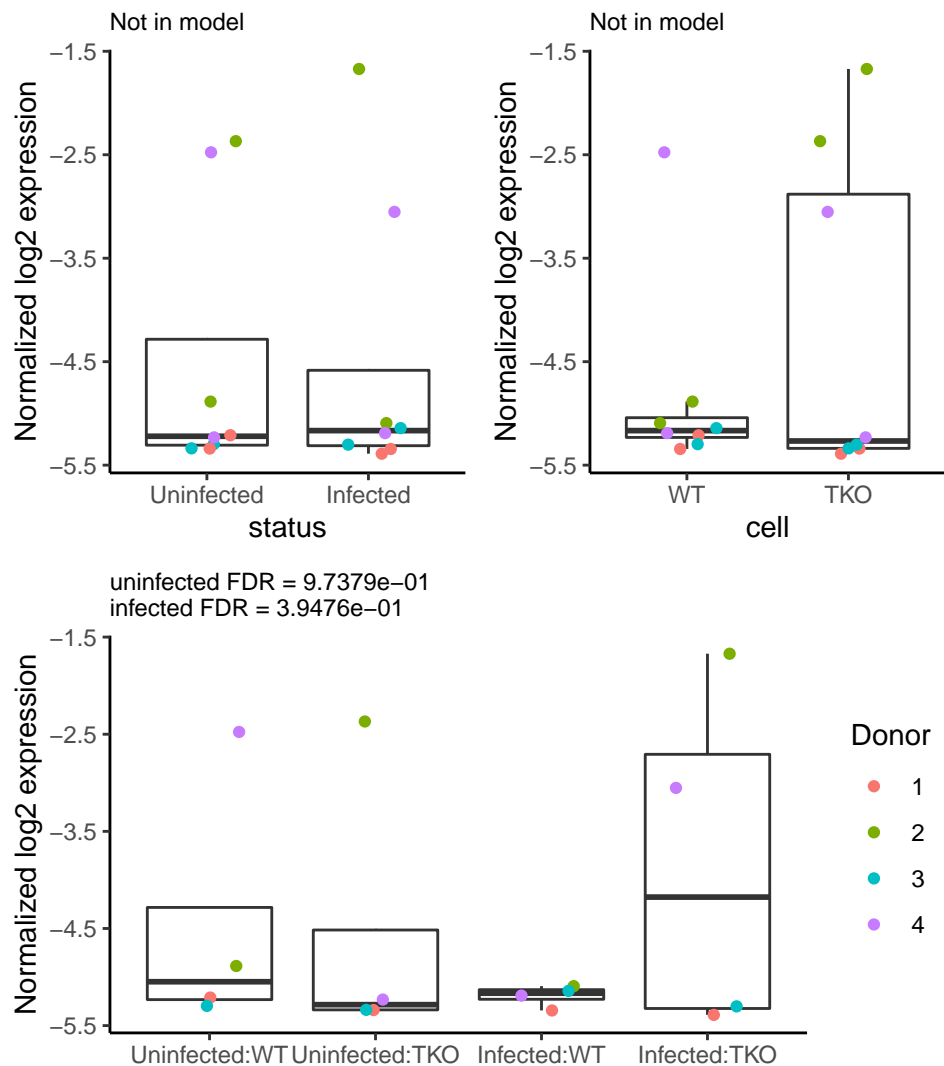 Not in model
Normalized log2 expression
−1.5
−2.5
−3.5
−4.5
−5.5
Uninfected
Infected
status
Not in model
Normalized log2 expression
−1.5
−2.5
−3.5
−4.5
−5.5
WT
TKO
cell
uninfected FDR = 9.7379e−01
infected FDR = 3.9476e−01
Normalized log2 expression
−1.5
−2.5
−3.5
−4.5
−5.5
Uninfected:WT
Uninfected:TKO
Infected:WT
Infected:TKO
Donor
1
2
3
4